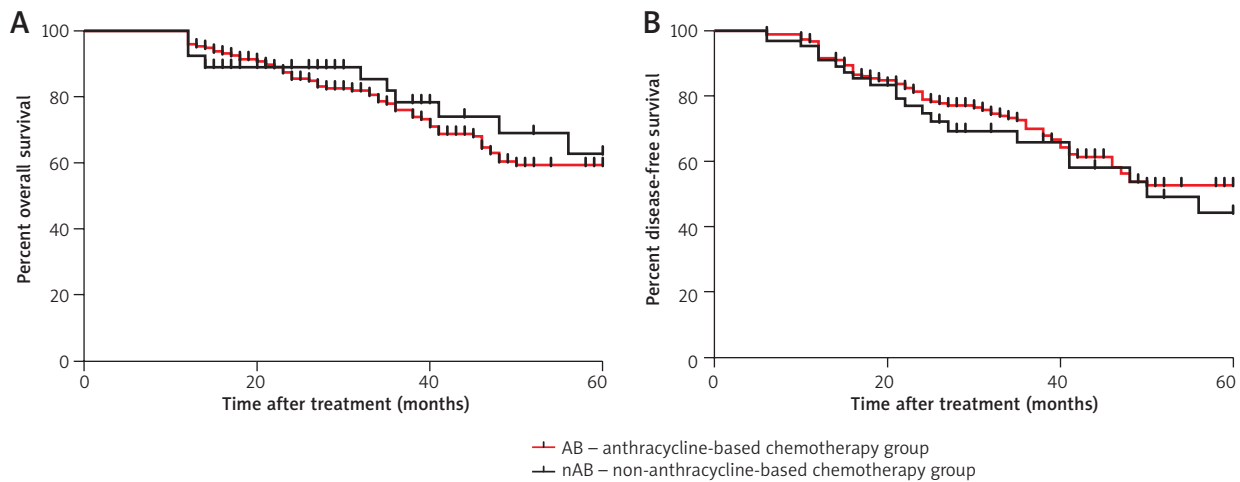 A
Percent overall survival
100
80
60
40
20
0
0 20 40 60
Time after treatment (months)
B
Percent disease-free survival
100
80
60
40
20
0
0 20 40 60
Time after treatment (months)
AB – anthracycline-based chemotherapy group
nAB – non-anthracycline-based chemotherapy group